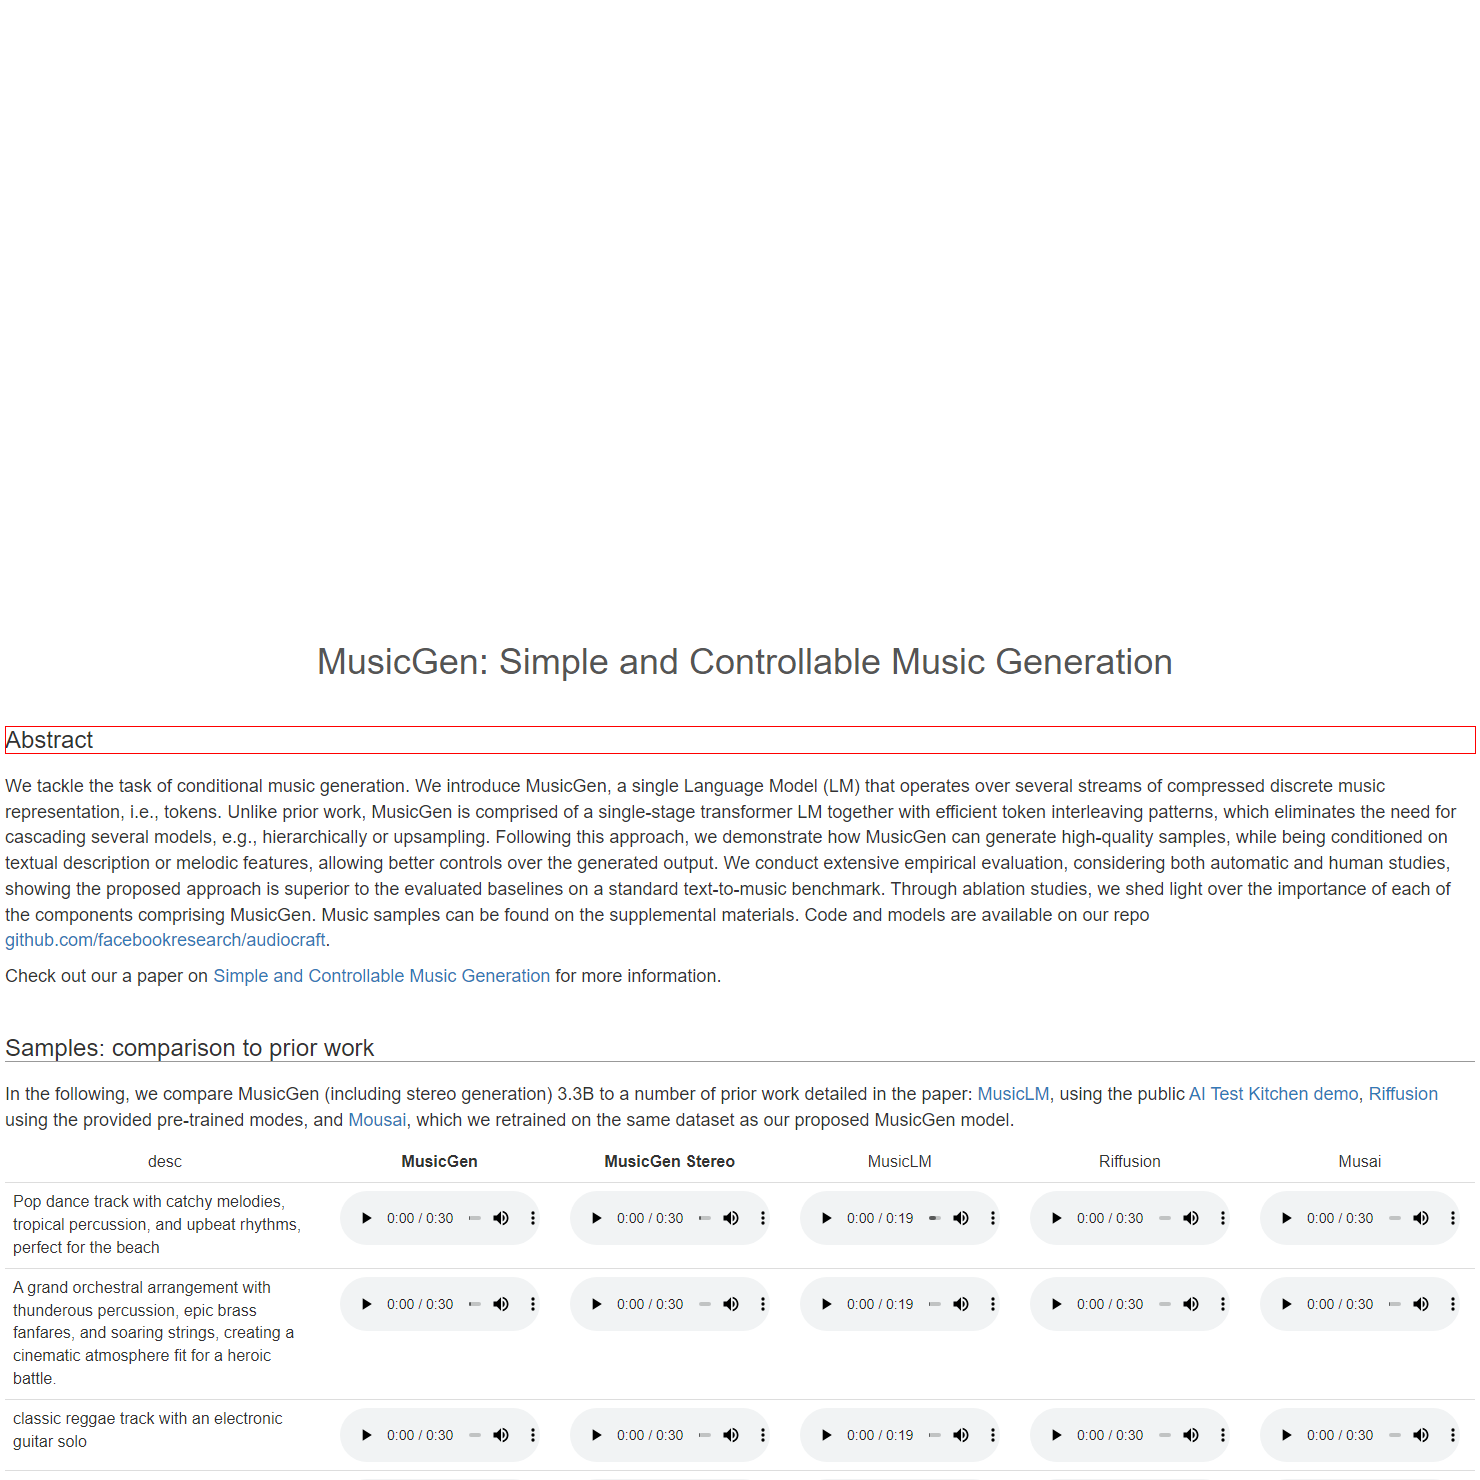 MusicGen: Simple and Controllable Music Generation
Abstract
We tackle the task of conditional music generation. We introduce MusicGen, a single Language Model (LM) that operates over several streams of compressed discrete music
representation, i.e., tokens. Unlike prior work, MusicGen is comprised of a single-stage transformer LM together with efficient token interleaving patterns, which eliminates the need for
cascading several models, e.g., hierarchically or upsampling. Following this approach, we demonstrate how MusicGen can generate high-quality samples, while being conditioned on
textual description or melodic features, allowing better controls over the generated output. We conduct extensive empirical evaluation, considering both automatic and human studies,
showing the proposed approach is superior to the evaluated baselines on a standard text-to-music benchmark. Through ablation studies, we shed light over the importance of each of
the components comprising MusicGen. Music samples can be found on the supplemental materials. Code and models are available on our repo
github.com/facebookresearch/audiocraft.
Check out our a paper on Simple and Controllable Music Generation for more information.
Samples: comparison to prior work
In the following, we compare MusicGen (including stereo generation) 3.3B to a number of prior work detailed in the paper: MusicLM, using the public AI Test Kitchen demo, Riffusion
using the provided pre-trained modes, and Mousai, which we retrained on the same dataset as our proposed MusicGen model.
desc MusicGen MusicGen Stereo MusicLM Riffusion Musai
Pop dance track with catchy melodies,
tropical percussion, and upbeat rhythms,
perfect for the beach
0:00 / 0:30 0:00 / 0:30 0:00 / 0:19 0:00 / 0:30 0:00 / 0:30
A grand orchestral arrangement with
thunderous percussion, epic brass
fanfares, and soaring strings, creating a
cinematic atmosphere fit for a heroic
battle.
0:00 / 0:30 0:00 / 0:30 0:00 / 0:19 0:00 / 0:30 0:00 / 0:30
classic reggae track with an electronic
guitar solo
0:00 / 0:30 0:00 / 0:30 0:00 / 0:19 0:00 / 0:30 0:00 / 0:30